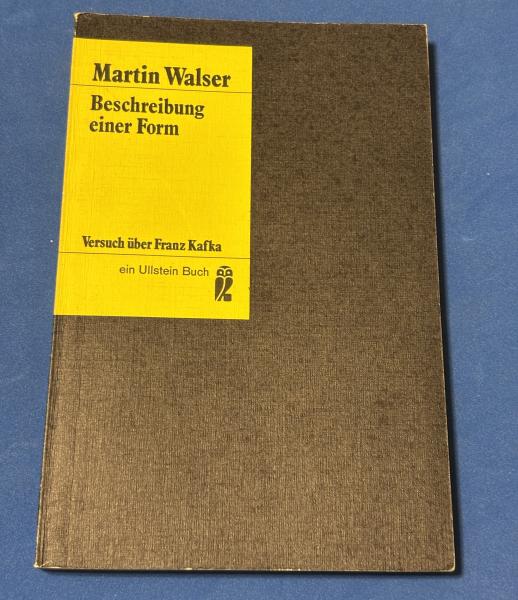 Martin Walser
Beschreibung
einer Form
Versuch über Franz Kafka
ein Ullstein Buch